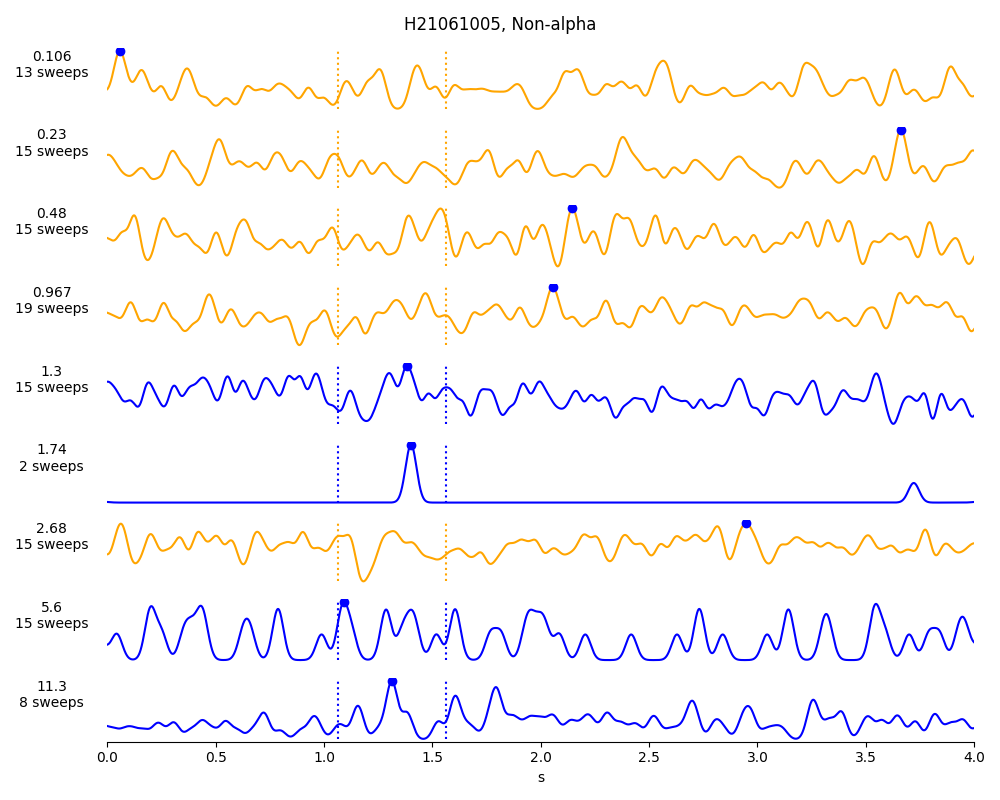 H21061005, Non-alpha
0.106
13 sweeps
0.23
15 sweeps
0.48
15 sweeps
0.967
19 sweeps
1.3
15 sweeps
1.74
2 sweeps
2.68
15 sweeps
5.6
15 sweeps
11.3
8 sweeps
0.0 0.5 1.0 1.5 2.0 2.5 3.0 3.5 4.0
s